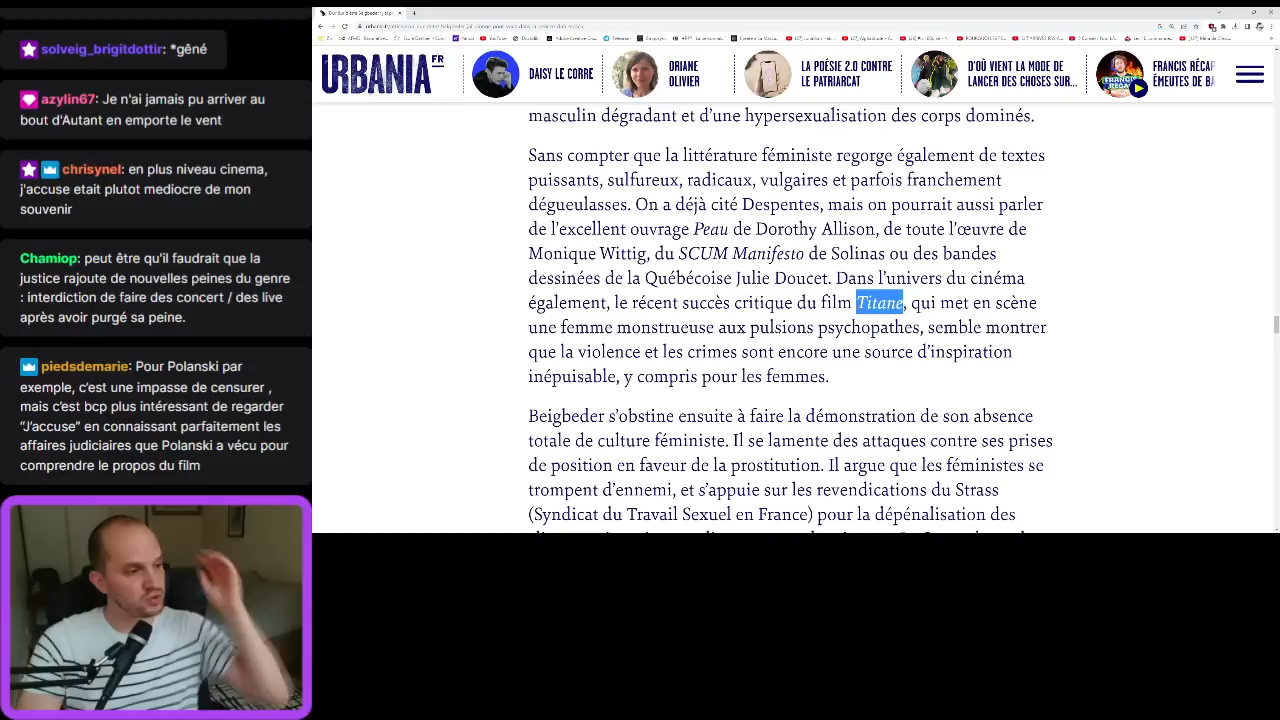 solveig_brigitdottir: *gêné
azylin67: Je n'ai jamais pu arriver au
bout d'Autant en emporte le vent
chrisynel: en plus niveau cinema,
j'accuse etait plutot mediocre de mon
souvenir
Chamiop: peut être qu'il faudrait que la
justice rajoute de nouvelles peines du genre
: interdiction de faire des concert / des live
après avoir purgé sa peine.
piedsdemarie: Pour Polanski par
exemple, c'est une impasse de censurer ,
mais c'est bcp plus intéressant de regarder
"J'accuse" en connaissant parfaitement les
affaires judiciaires que Polanski a vécu pour
comprendre le propos du film
URBANIA FR
DAISY LE CORRE
ORIANE
OLIVIER
LA POÉSIE 2.0 CONTRE
LE PATRIARCAT
D'OÙ VIENT LA MODE DE
LANCER DES CHOSES SUR...
FRANCIS RÉCAP
ÉMEUTES DE BA
masculin dégradant et d'une hypersexualisation des corps dominés.
Sans compter que la littérature féministe regorge également de textes
puissants, sulfureux, radicaux, vulgaires et parfois franchement
dégueulasses. On a déjà cité Despentes, mais on pourrait aussi parler
de l'excellent ouvrage Peau de Dorothy Allison, de toute l'œuvre de
Monique Wittig, du SCUM Manifesto de Solinas ou des bandes
dessinées de la Québécoise Julie Doucet. Dans l'univers du cinéma
également, le récent succès critique du film Titane, qui met en scène
une femme monstrueuse aux pulsions psychopathes, semble montrer
que la violence et les crimes sont encore une source d'inspiration
inépuisable, y compris pour les femmes.
Beigbeder s'obstine ensuite à faire la démonstration de son absence
totale de culture féministe. Il se lamente des attaques contre ses prises
de position en faveur de la prostitution. Il argue que les féministes se
trompent d'ennemi, et s'appuie sur les revendications du Strass
(Syndicat du Travail Sexuel en France) pour la dépénalisation des